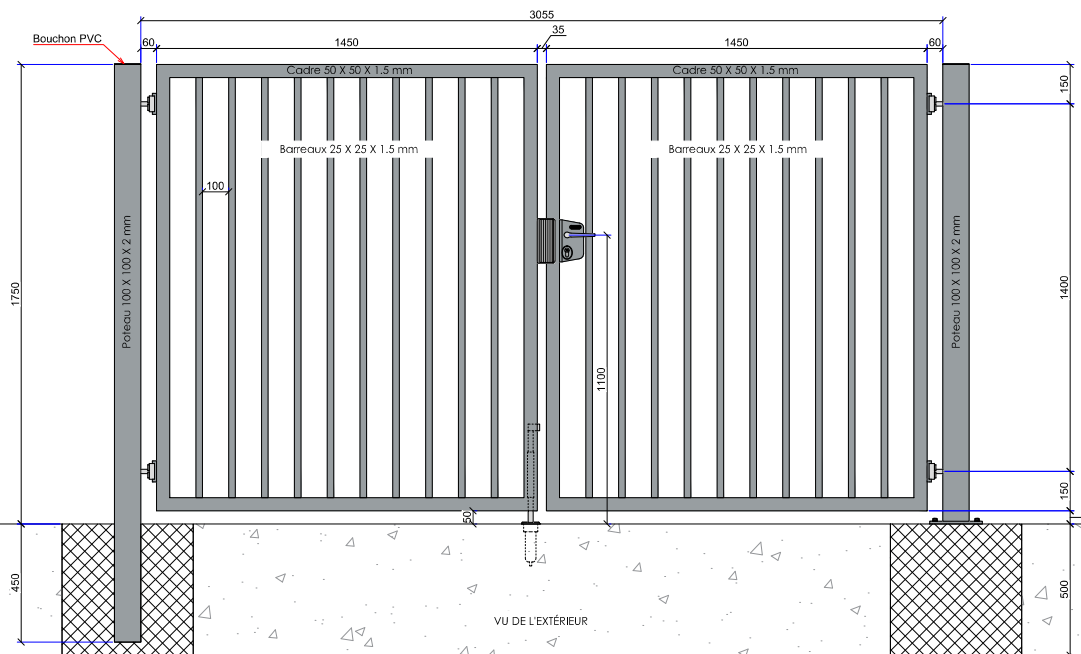 3055
Bouchon PVC
60
1450
35
1450
60
Cadre 50 X 50 X 1.5 mm
Cadre 50 X 50 X 1.5 mm
150
Barreaux 25 X 25 X 1.5 mm
Barreaux 25 X 25 X 1.5 mm
100
Poteau 100 X 100 X 2 mm
Poteau 100 X 100 X 2 mm
1750
1400
1100
150
50
450
500
VU DE L'EXTÉRIEUR